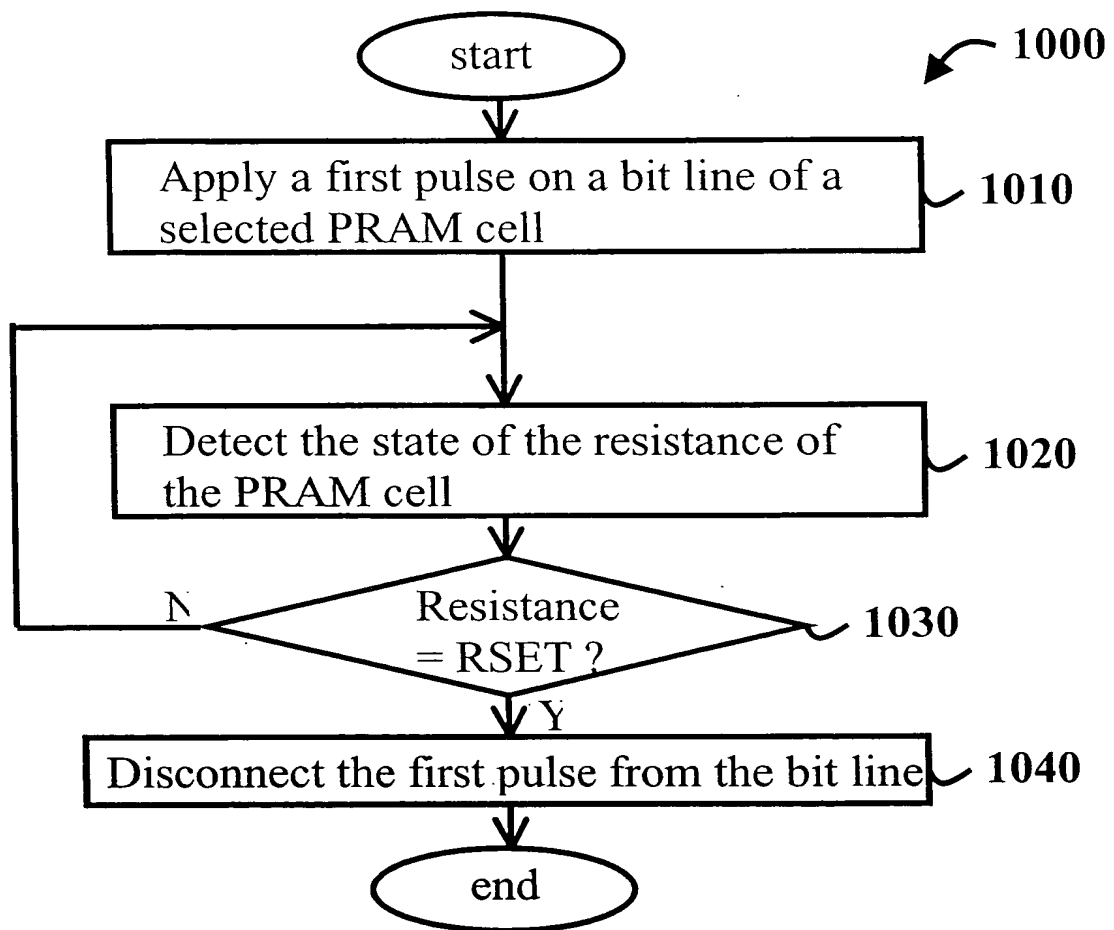 start
1000
Apply a first pulse on a bit line of a
selected PRAM cell
1010
Detect the state of the resistance of
the PRAM cell
1020
N
Resistance
= RSET ?
1030
Y
Disconnect the first pulse from the bit line
1040
end